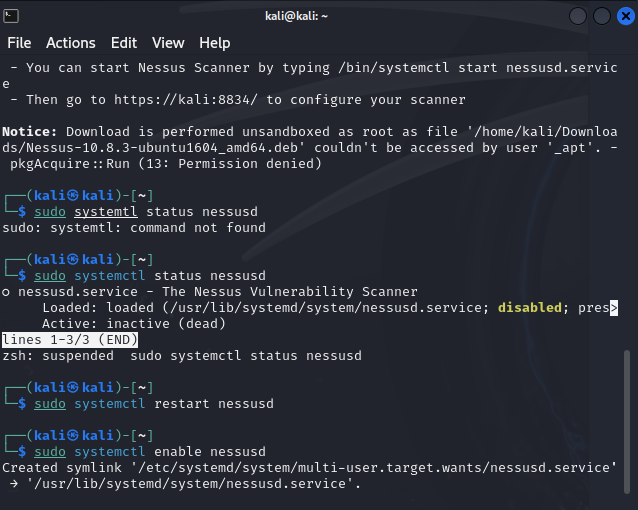 kali@kali: ~
File Actions Edit View Help
- You can start Nessus Scanner by typing /bin/systemctl start nessusd.servic
e
- Then go to https://kali:8834/ to configure your scanner
Notice: Download is performed unsandboxed as root as file '/home/kali/Downloa
ds/Nessus-10.8.3-ubuntu1604_amd64.deb' couldn't be accessed by user '_apt'. -
pkgAcquire::Run (13: Permission denied)
┌──(kali㉿kali)-[~]
└─$ sudo systemtl status nessusd
sudo: systemtl: command not found
┌──(kali㉿kali)-[~]
└─$ sudo systemctl status nessusd
○ nessusd.service - The Nessus Vulnerability Scanner
Loaded: loaded (/usr/lib/systemd/system/nessusd.service; disabled; pres>
Active: inactive (dead)
lines 1-3/3 (END)
zsh: suspended  sudo systemctl status nessusd
┌──(kali㉿kali)-[~]
└─$ sudo systemctl restart nessusd
┌──(kali㉿kali)-[~]
└─$ sudo systemctl enable nessusd
Created symlink '/etc/systemd/system/multi-user.target.wants/nessusd.service'
→ '/usr/lib/systemd/system/nessusd.service'.